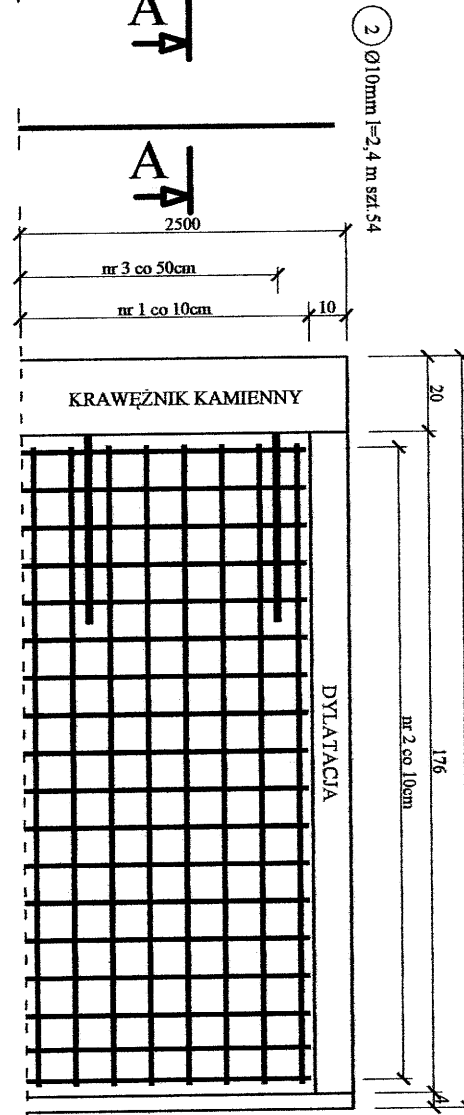 A
A
2 Ø10mm l=2,4 m szt.54
2500
nr 3 co 50cm
nr 1 co 10cm
10
KRAWĘŻNIK KAMIENNY
20
DYLATACJA
nr 2 co 10cm
176
4